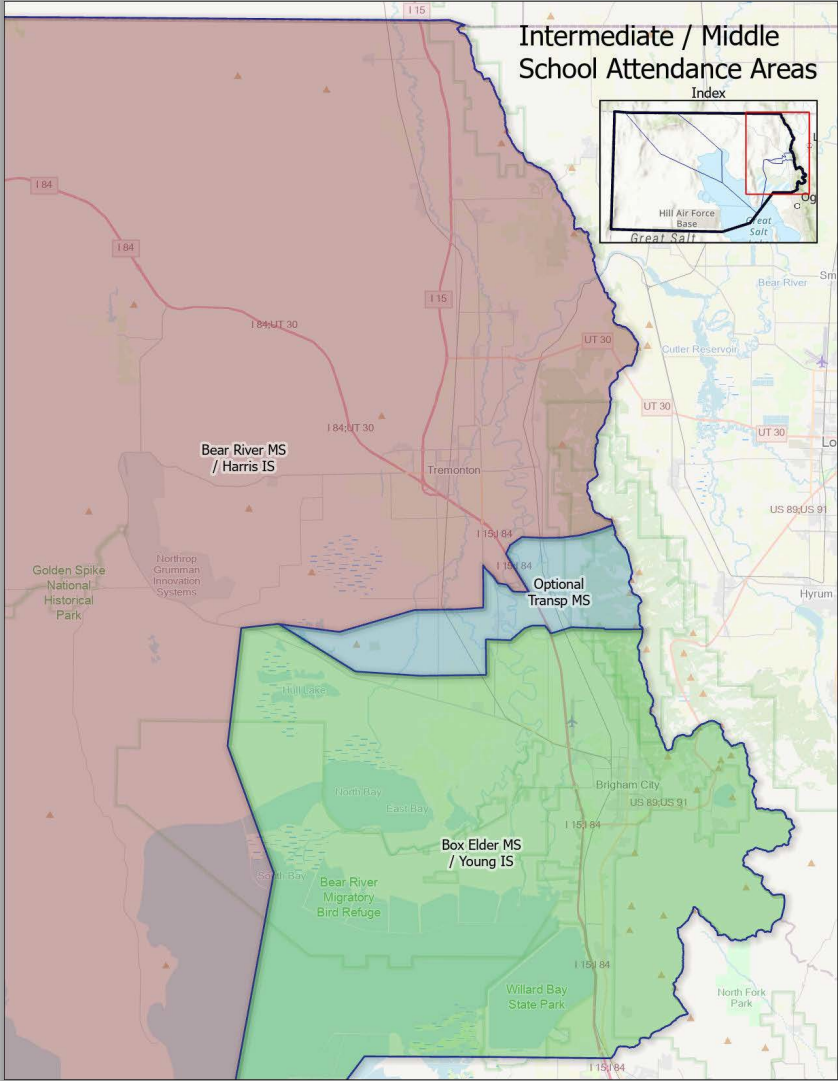 I 15
Intermediate / Middle
School Attendance Areas
Index
Hill Air Force
Base
Great
Salt
Great Salt
Og
L
I 84
I 84
I 15
I 84;UT 30
UT 30
Bear River
Sm
Cutler Reservoir
UT 30
UT 30
Lo
I 84;UT 30
Bear River MS
/ Harris IS
Tremonton
US 89;US 91
I 15;I 84
I 15;I 84
Golden Spike
National
Historical
Park
Northrop
Grumman
Innovation
Systems
Optional
Transp MS
Hyrum
Hull Lake
North Bay
East Bay
Brigham City
US 89;US 91
I 15;I 84
Box Elder MS
/ Young IS
South Bay
Bear River
Migratory
Bird Refuge
I 15;I 84
Willard Bay
State Park
North Fork
Park
I 15;I 84